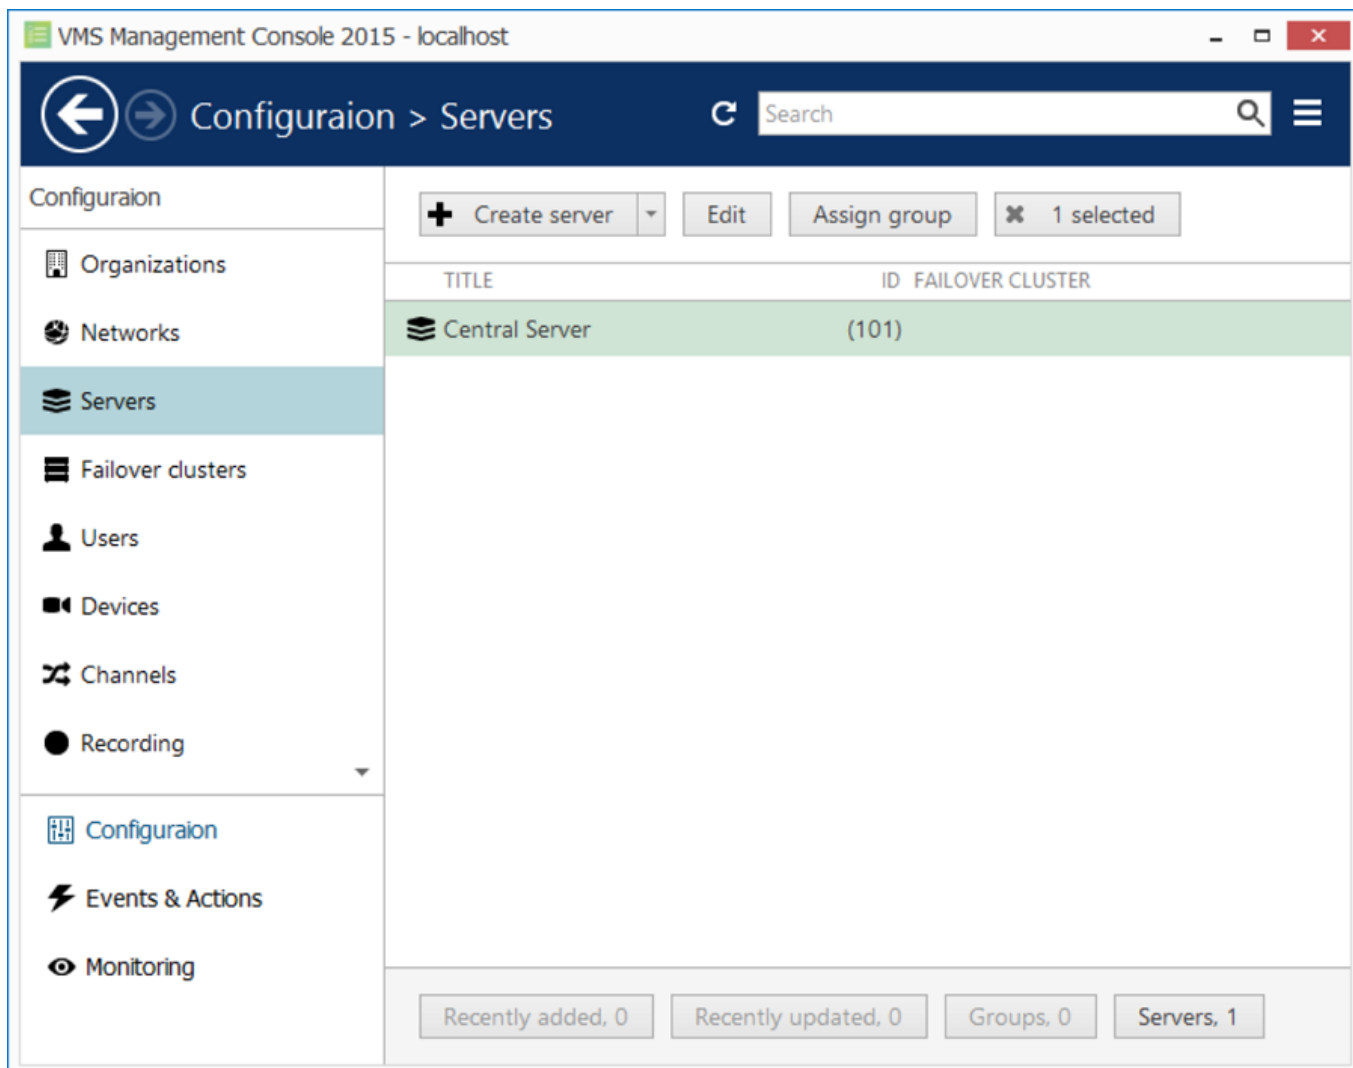 VMS Management Console 2015 - localhost
Configuraion > Servers
Search
Configuraion
Create server
Edit
Assign group
1 selected
Organizations
TITLE ID FAILOVER CLUSTER
Networks
Central Server (101)
Servers
Failover clusters
Users
Devices
Channels
Recording
Configuraion
Events & Actions
Monitoring
Recently added, 0
Recently updated, 0
Groups, 0
Servers, 1